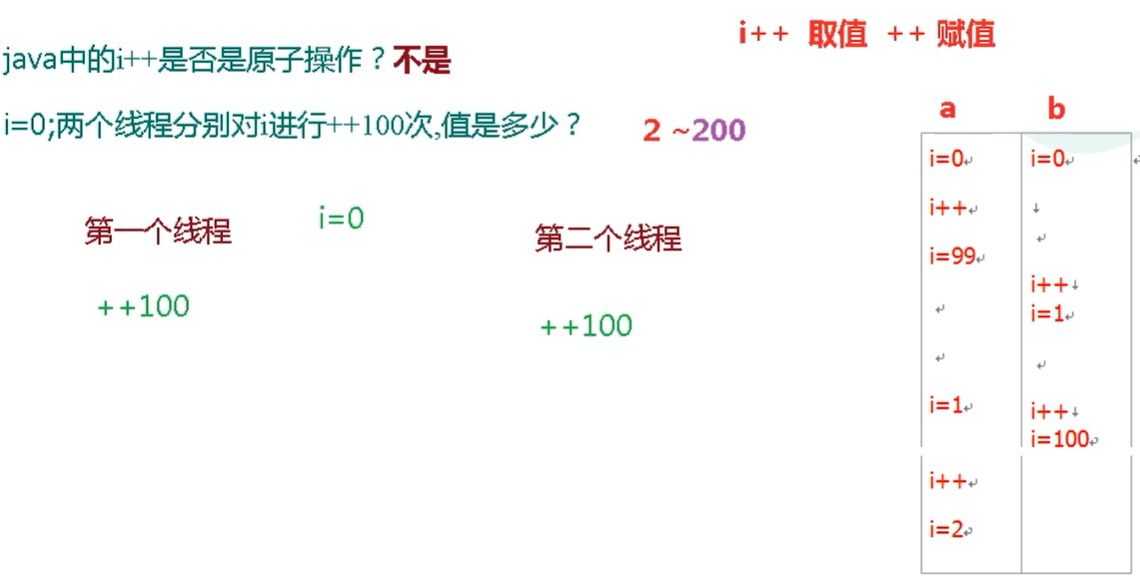 i++ 取值 ++ 赋值
java中的i++是否是原子操作？不是
i=0;两个线程分别对i进行++100次,值是多少？ 2 ~200
第一个线程
i=0
第二个线程
++100
++100
a b
i=0 i=0
i++
i=99
i++
i=1
i=1
i++
i=100
i++
i=2